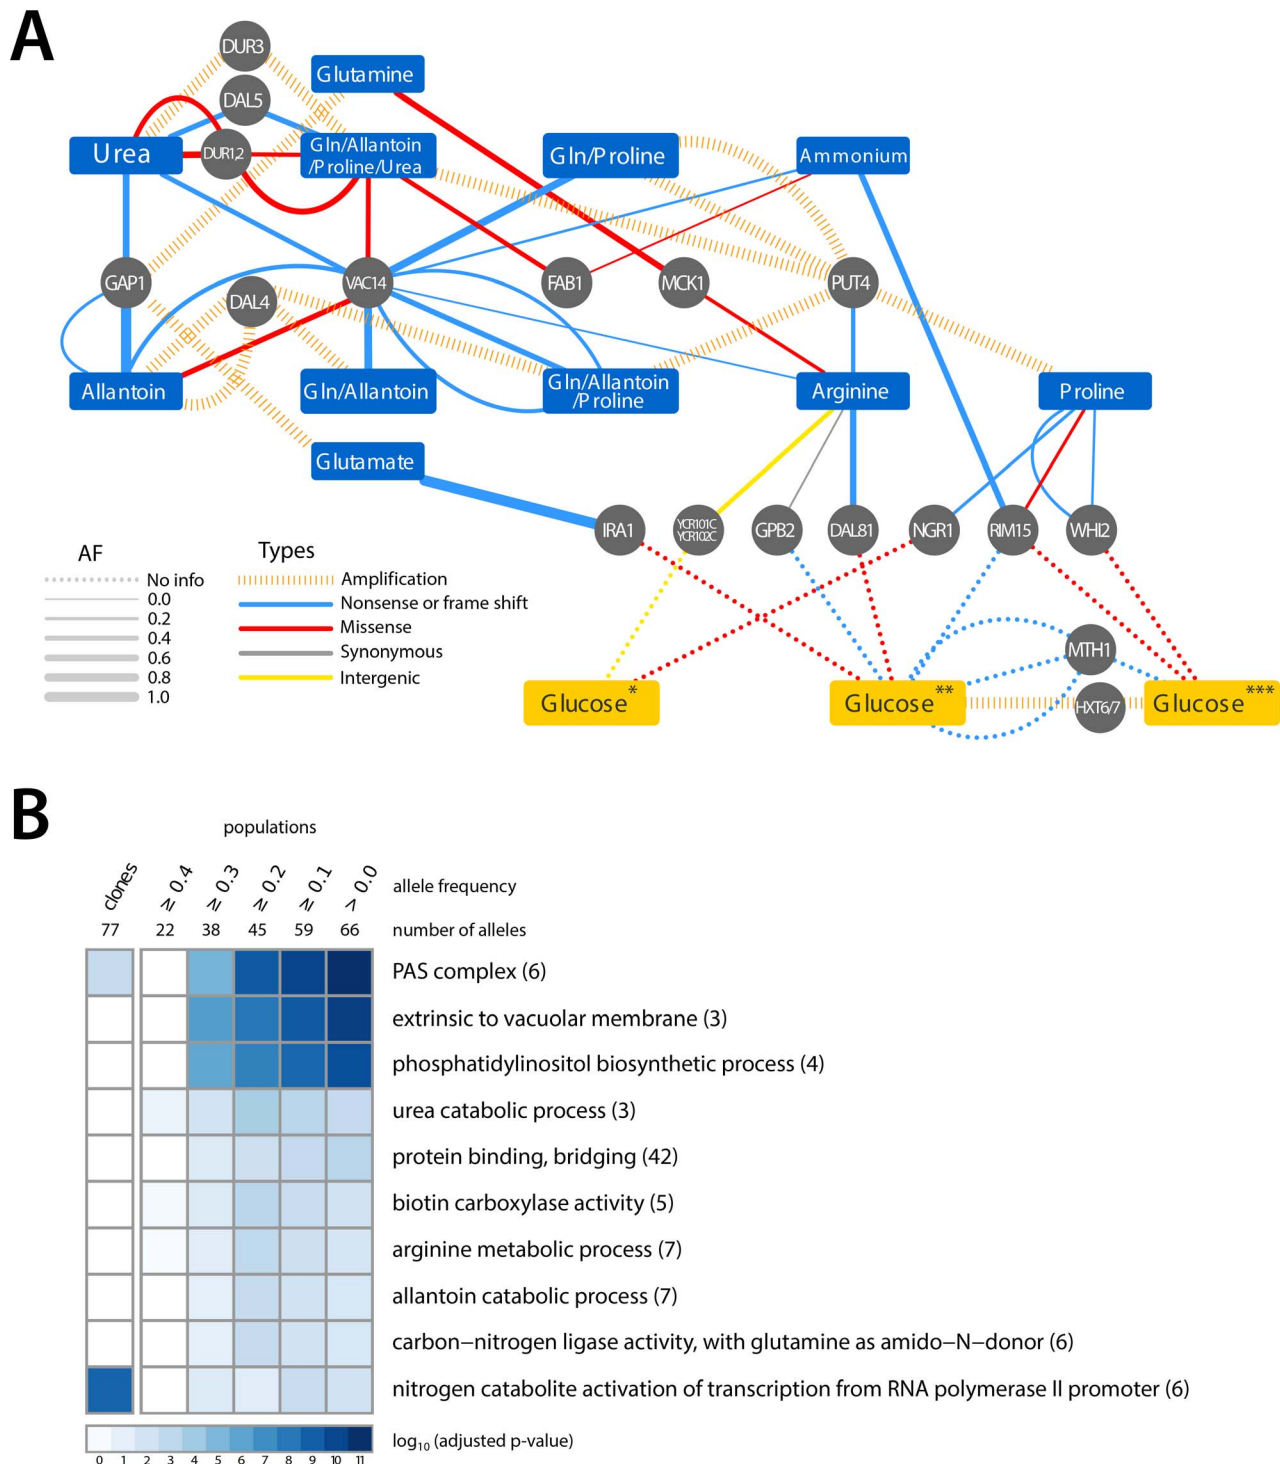 A
DUR3
Glutamine
DAL5
Urea
DUR1,2
Gln/Allantoin
/Proline/Urea
Gln/Proline
Ammonium
GAP1
DAL4
VAC14
FAB1
MCK1
PUT4
Allantoin
Gln/Allantoin
Gln/Allantoin
/Proline
Arginine
Proline
Glutamate
IRA1
YCR101C
YCR102C
GPB2
DAL81
NGR1
RIM15
WHI2
AF
No info
0.0
0.2
0.4
0.6
0.8
1.0
Types
Amplification
Nonsense or frame shift
Missense
Synonymous
Intergenic
MTH1
HXT6/7
Glucose*
Glucose**
Glucose***
B
populations
clones ≥ 0.4 ≥ 0.3 ≥ 0.2 ≥ 0.1 > 0.0 allele frequency
77 22 38 45 59 66 number of alleles
PAS complex (6)
extrinsic to vacuolar membrane (3)
phosphatidylinositol biosynthetic process (4)
urea catabolic process (3)
protein binding, bridging (42)
biotin carboxylase activity (5)
arginine metabolic process (7)
allantoin catabolic process (7)
carbon−nitrogen ligase activity, with glutamine as amido−N−donor (6)
nitrogen catabolite activation of transcription from RNA polymerase II promoter (6)
log₁₀ (adjusted p-value)
0 1 2 3 4 5 6 7 8 9 10 11